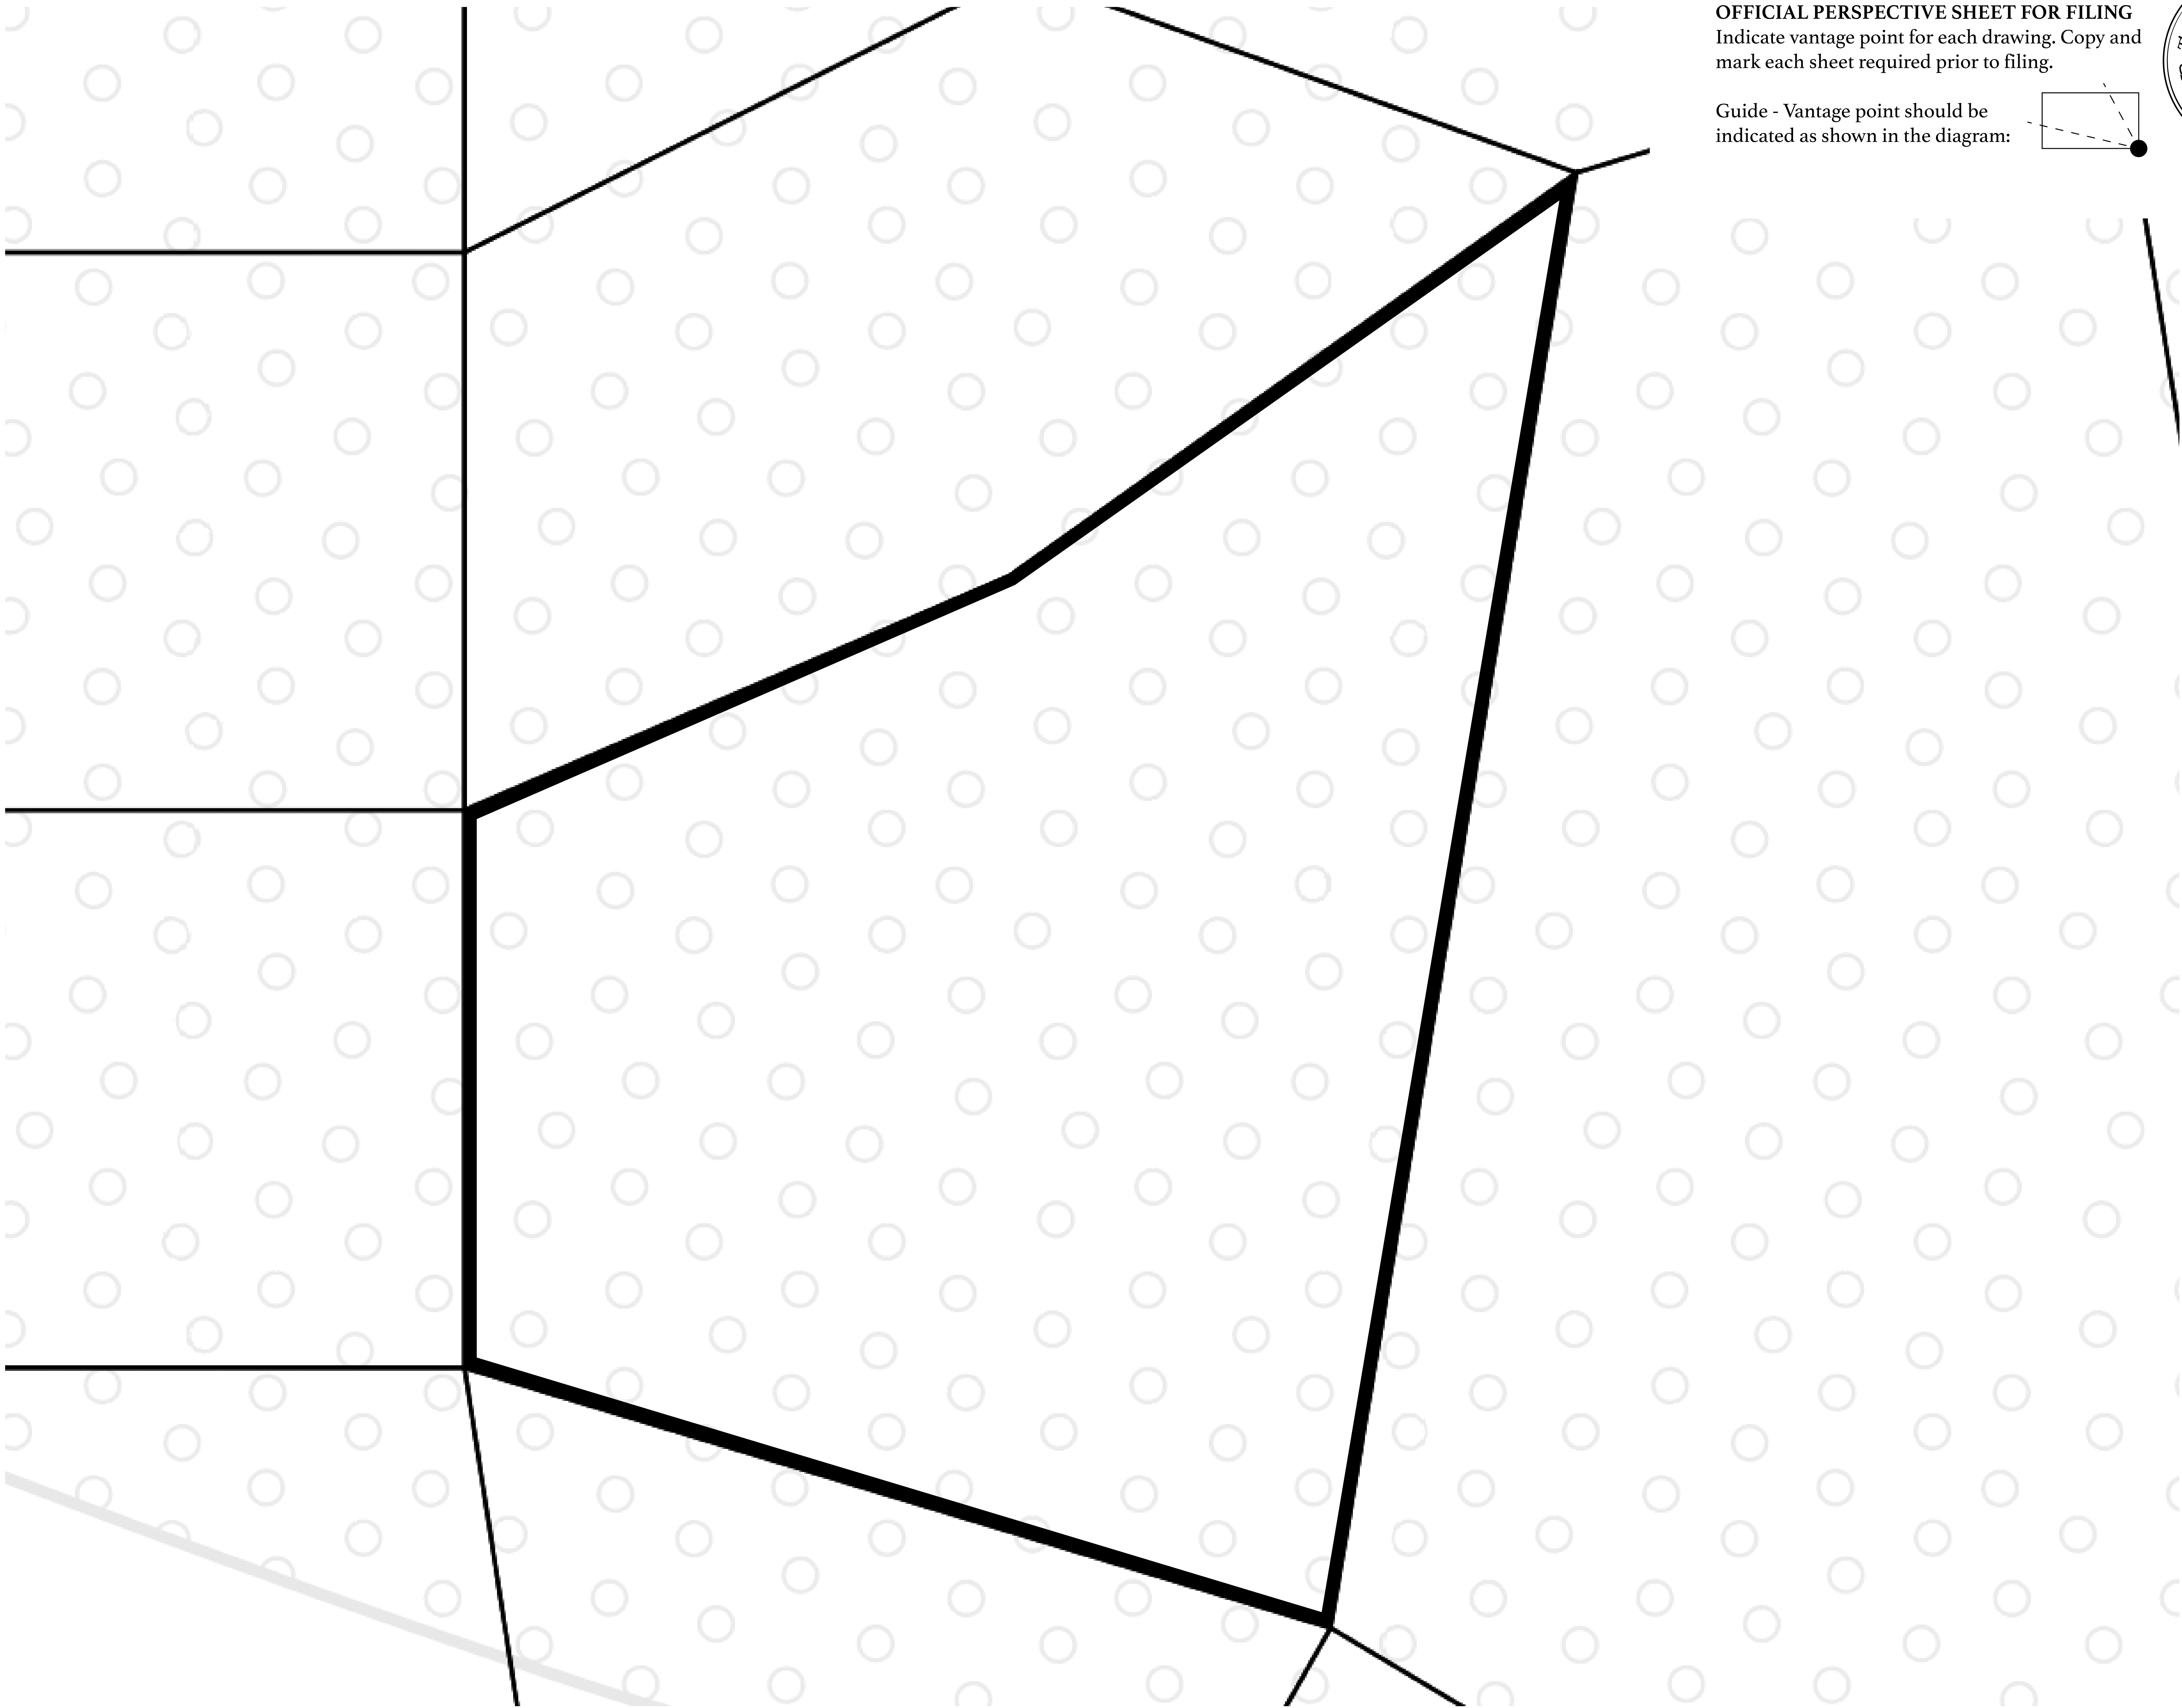 OFFICIAL PERSPECTIVE SHEET FOR FILING
Indicate vantage point for each drawing. Copy and
mark each sheet required prior to filing.
Guide - Vantage point should be
indicated as shown in the diagram: